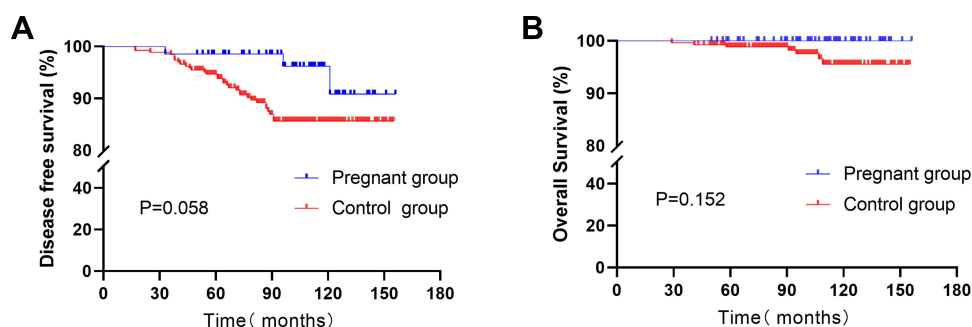 A
Disease free survival (%)
100
90
80
40
20
0
Pregnant group
Control group
P=0.058
0 30 60 90 120 150 180
Time( months)
B
Overall Survival (%)
100
90
80
40
20
0
Pregnant group
Control group
P=0.152
0 30 60 90 120 150 180
Time( months)